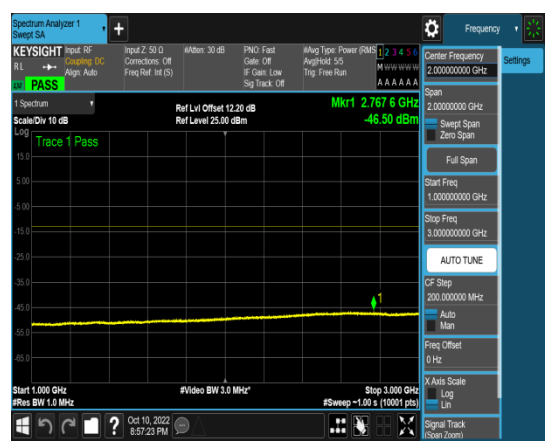 Spectrum Analyzer 1
Swept SA
+
Frequency
KEYSIGHT
RL
PASS
Input: RF
Coupling: DC
Align: Auto
Input Z: 50 Ω
Corrections: Off
Freq Ref: Int (S)
#Atten: 30 dB
PNO: Fast
Gate: Off
IF Gain: Low
Sig Track: Off
#Avg Type: Power (RMS
Avg|Hold: 5/5
Trig: Free Run
1 2 3 4 5 6
M W W W W W
A A A A A A
1 Spectrum
Scale/Div 10 dB
Ref Lvl Offset 12.20 dB
Ref Level 25.00 dBm
Mkr1 2.767 6 GHz
-46.50 dBm
Log
Trace 1 Pass
15.0
5.00
-5.00
-15.0
-25.0
-35.0
-45.0
-55.0
-65.0
1
Start 1.000 GHz
#Res BW 1.0 MHz
#Video BW 3.0 MHz*
Stop 3.000 GHz
#Sweep ~1.00 s (10001 pts)
Center Frequency
2.000000000 GHz
Settings
Span
2.00000000 GHz
Swept Span
Zero Span
Full Span
Start Freq
1.000000000 GHz
Stop Freq
3.000000000 GHz
AUTO TUNE
CF Step
200.000000 MHz
Auto
Man
Freq Offset
0 Hz
X Axis Scale
Log
Lin
Signal Track
(Span Zoom)
?
Oct 10, 2022
8:57:23 PM